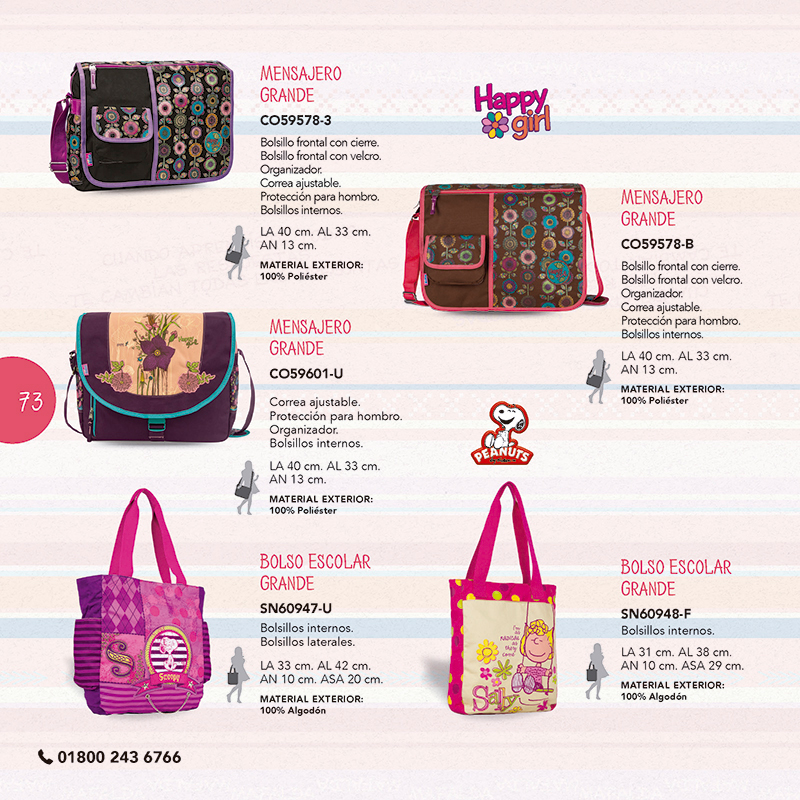 MENSAJERO
GRANDE
CO59578-3
Bolsillo frontal con cierre.
Bolsillo frontal con velcro.
Organizador.
Correa ajustable.
Protección para hombro.
Bolsillos internos.
LA 40 cm. AL 33 cm.
AN 13 cm.
MATERIAL EXTERIOR:
100% Poliéster
Happy
girl
MENSAJERO
GRANDE
CO59578-B
Bolsillo frontal con cierre.
Bolsillo frontal con velcro.
Organizador.
Correa ajustable.
Protección para hombro.
Bolsillos internos.
LA 40 cm. AL 33 cm.
AN 13 cm.
MATERIAL EXTERIOR:
100% Poliéster
MENSAJERO
GRANDE
CO59601-U
Correa ajustable.
Protección para hombro.
Organizador.
Bolsillos internos.
LA 40 cm. AL 33 cm.
AN 13 cm.
MATERIAL EXTERIOR:
100% Poliéster
73
PEANUTS
BOLSO ESCOLAR
GRANDE
SN60947-U
Bolsillos internos.
Bolsillos laterales.
LA 33 cm. AL 42 cm.
AN 10 cm. ASA 20 cm.
MATERIAL EXTERIOR:
100% Algodón
S
Snoopy
BOLSO ESCOLAR
GRANDE
SN60948-F
Bolsillos internos.
LA 31 cm. AL 38 cm.
AN 10 cm. ASA 29 cm.
MATERIAL EXTERIOR:
100% Algodón
I'm
as
as they
come!
Sally
01800 243 6766